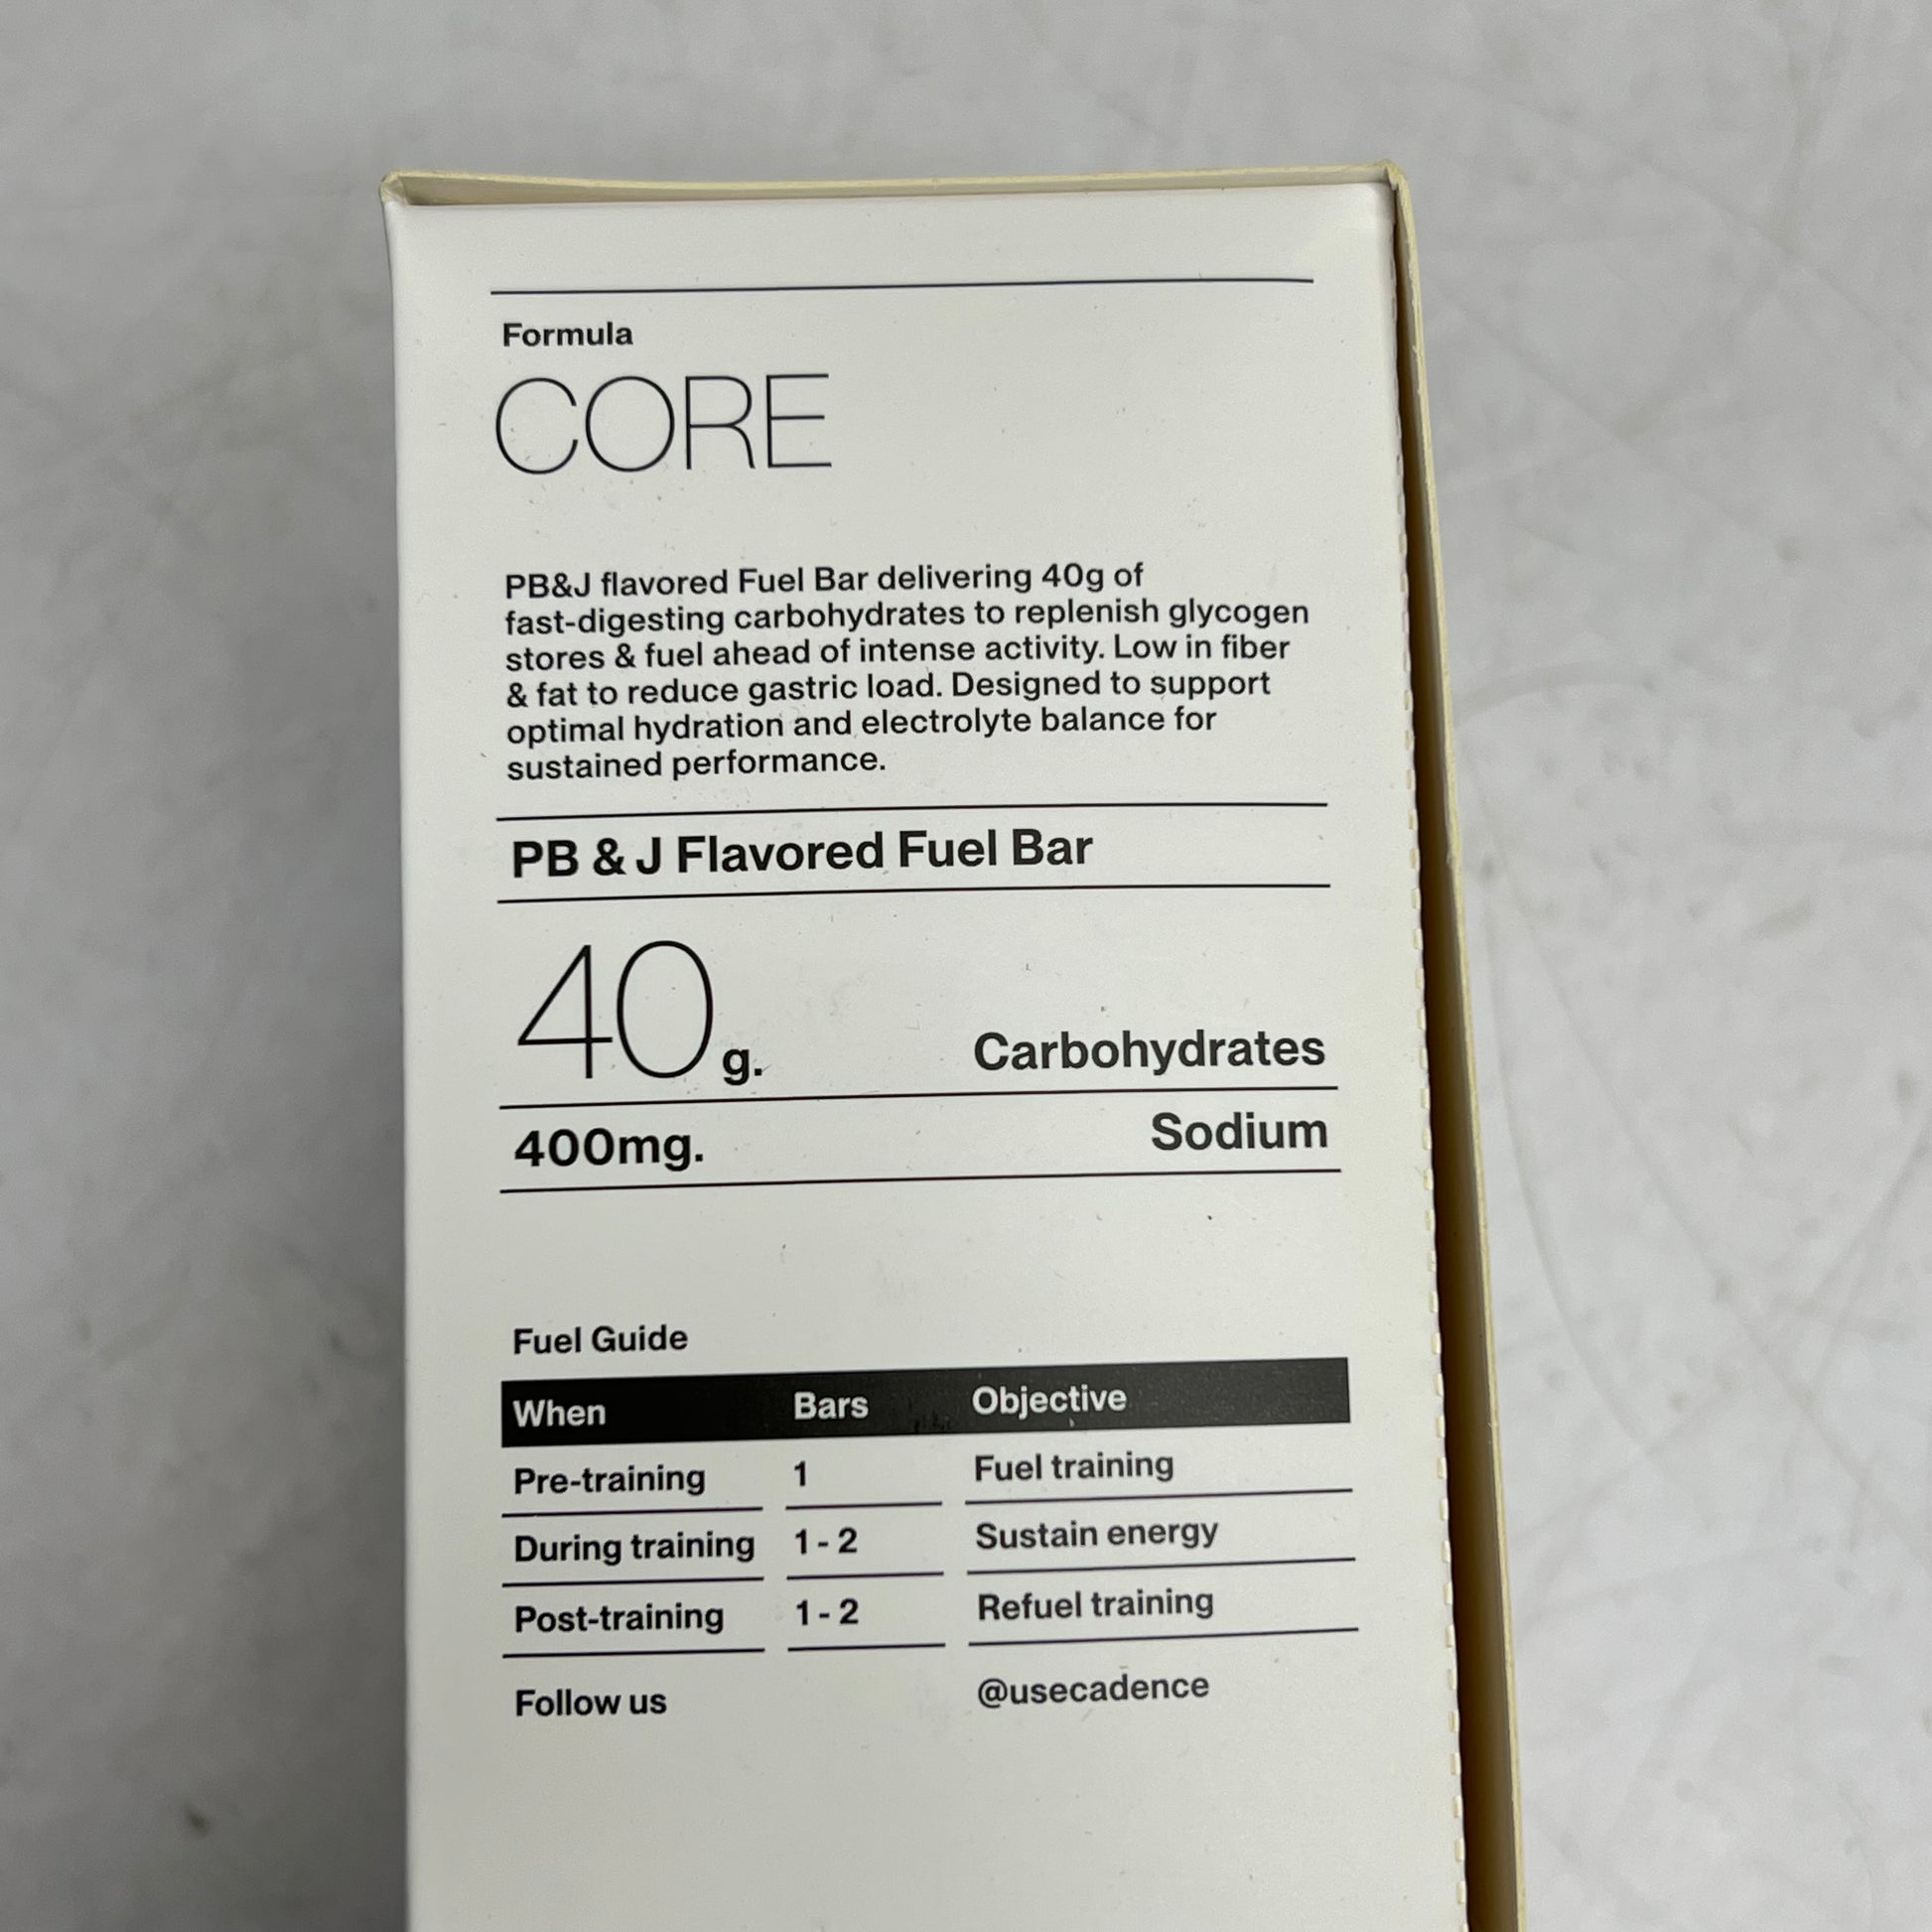 Formula
CORE
PB&J flavored Fuel Bar delivering 40g of
fast-digesting carbohydrates to replenish glycogen
stores & fuel ahead of intense activity. Low in fiber
& fat to reduce gastric load. Designed to support
optimal hydration and electrolyte balance for
sustained performance.
PB & J Flavored Fuel Bar
40g. Carbohydrates
400mg. Sodium
Fuel Guide
When Bars Objective
Pre-training 1 Fuel training
During training 1 - 2 Sustain energy
Post-training 1 - 2 Refuel training
Follow us @usecadence